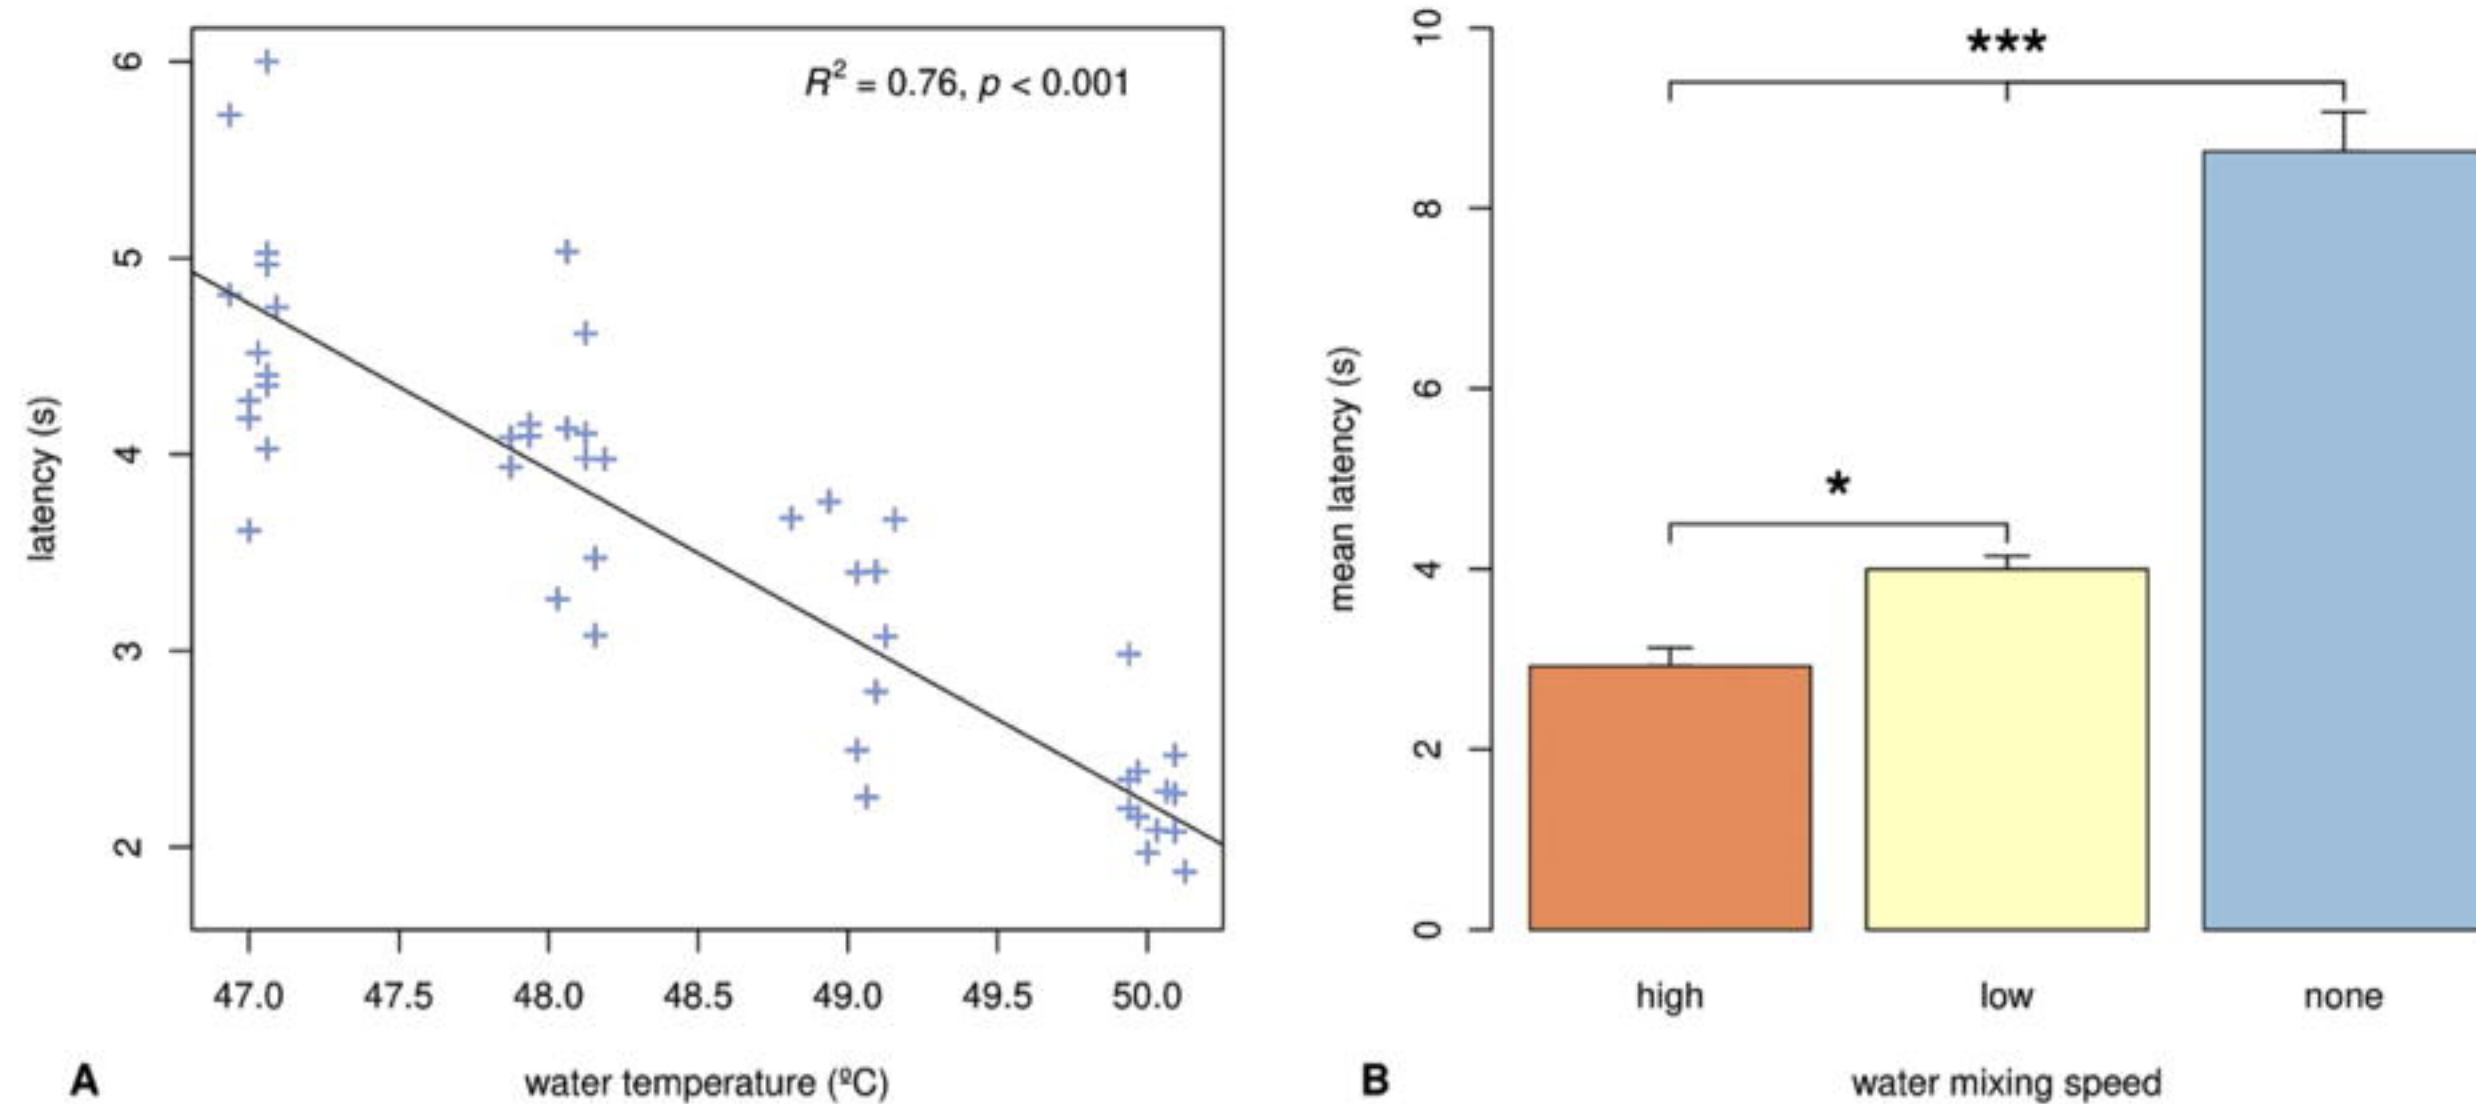 R² = 0.76, p < 0.001
6
5
4
3
2
latency (s)
47.0 47.5 48.0 48.5 49.0 49.5 50.0
water temperature (ºC)
A
***
*
10
8
6
4
2
0
mean latency (s)
high low none
water mixing speed
B